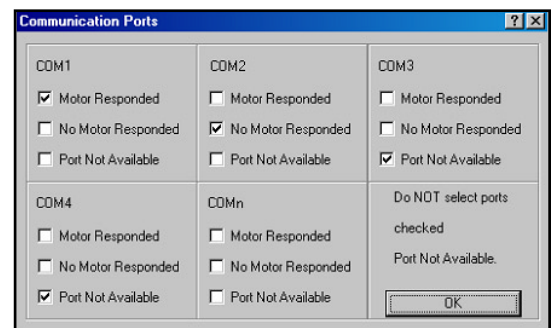 Communication Ports
COM1
Motor Responded
No Motor Responded
Port Not Available
COM2
Motor Responded
No Motor Responded
Port Not Available
COM3
Motor Responded
No Motor Responded
Port Not Available
COM4
Motor Responded
No Motor Responded
Port Not Available
COMn
Motor Responded
No Motor Responded
Port Not Available
Do NOT select ports
checked
Port Not Available.
OK